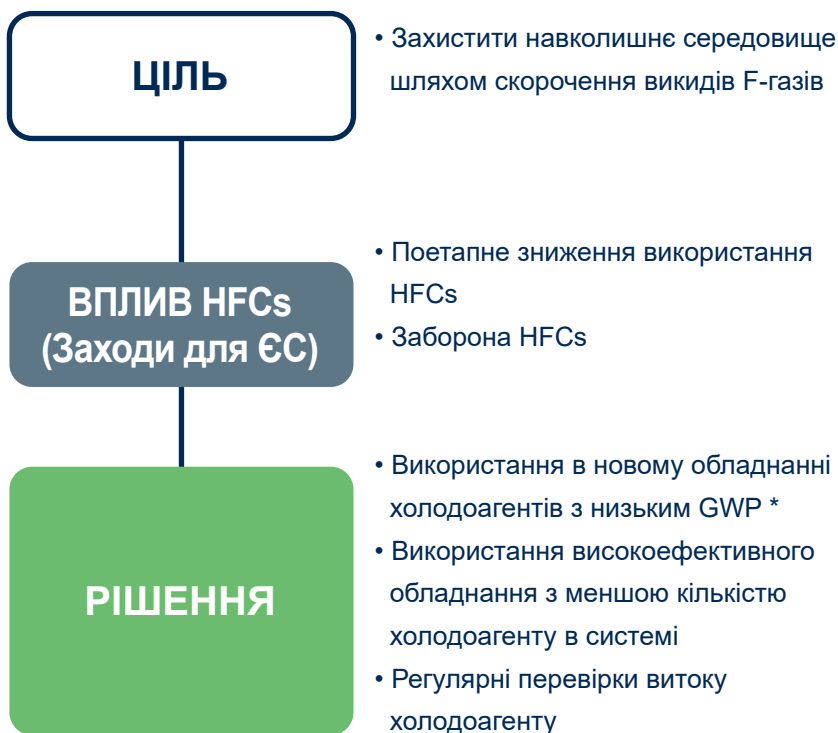 ЦІЛЬ
• Захистити навколишнє середовище
шляхом скорочення викидів F-газів
ВПЛИВ HFCs
(Заходи для ЄС)
• Поетапне зниження використання
HFCs
• Заборона HFCs
РІШЕННЯ
• Використання в новому обладнанні
холодоагентів з низьким GWP *
• Використання високоефективного
обладнання з меншою кількістю
холодоагенту в системі
• Регулярні перевірки витоку
холодоагенту